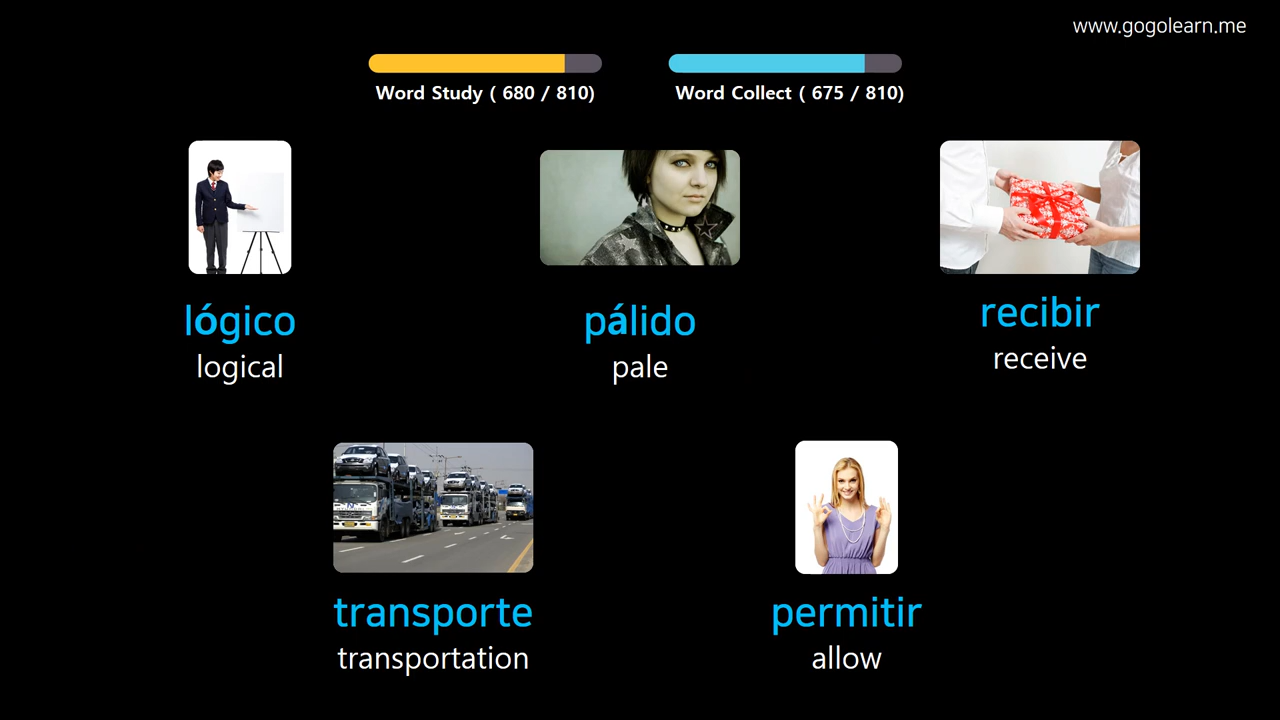 www.gogolearn.me
Word Study ( 680 / 810)
Word Collect ( 675 / 810)
lógico
logical
pálido
pale
recibir
receive
transporte
transportation
permitir
allow